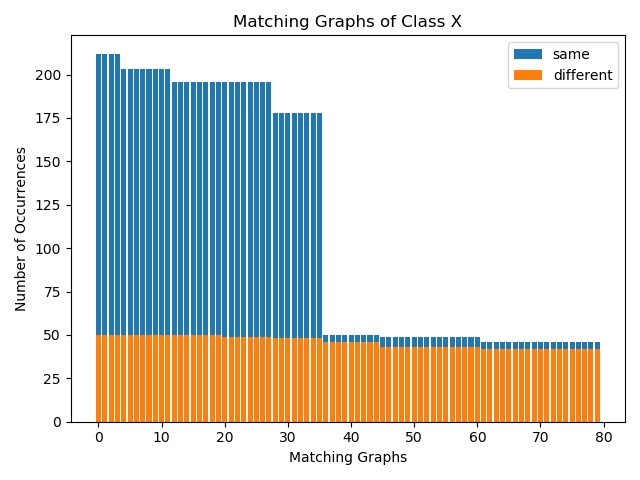 Matching Graphs of Class X
same
different
Number of Occurrences
200
175
150
125
100
75
50
25
0
0 10 20 30 40 50 60 70 80
Matching Graphs